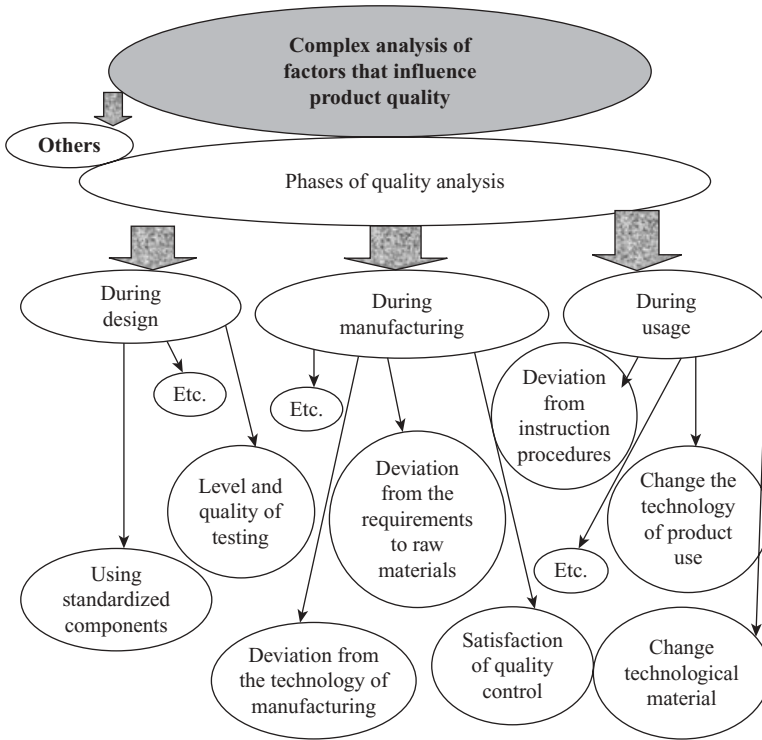 Complex analysis of
factors that influence
product quality
Others
Phases of quality analysis
During
design
During
manufacturing
During
usage
Etc.
Etc.
Deviation
from
instruction
procedures
Level and
quality of
testing
Deviation
from the
requirements
to raw
materials
Change the
technology
of product
use
Etc.
Using
standardized
components
Deviation from
the technology of
manufacturing
Satisfaction
of quality
control
Change
technological
material